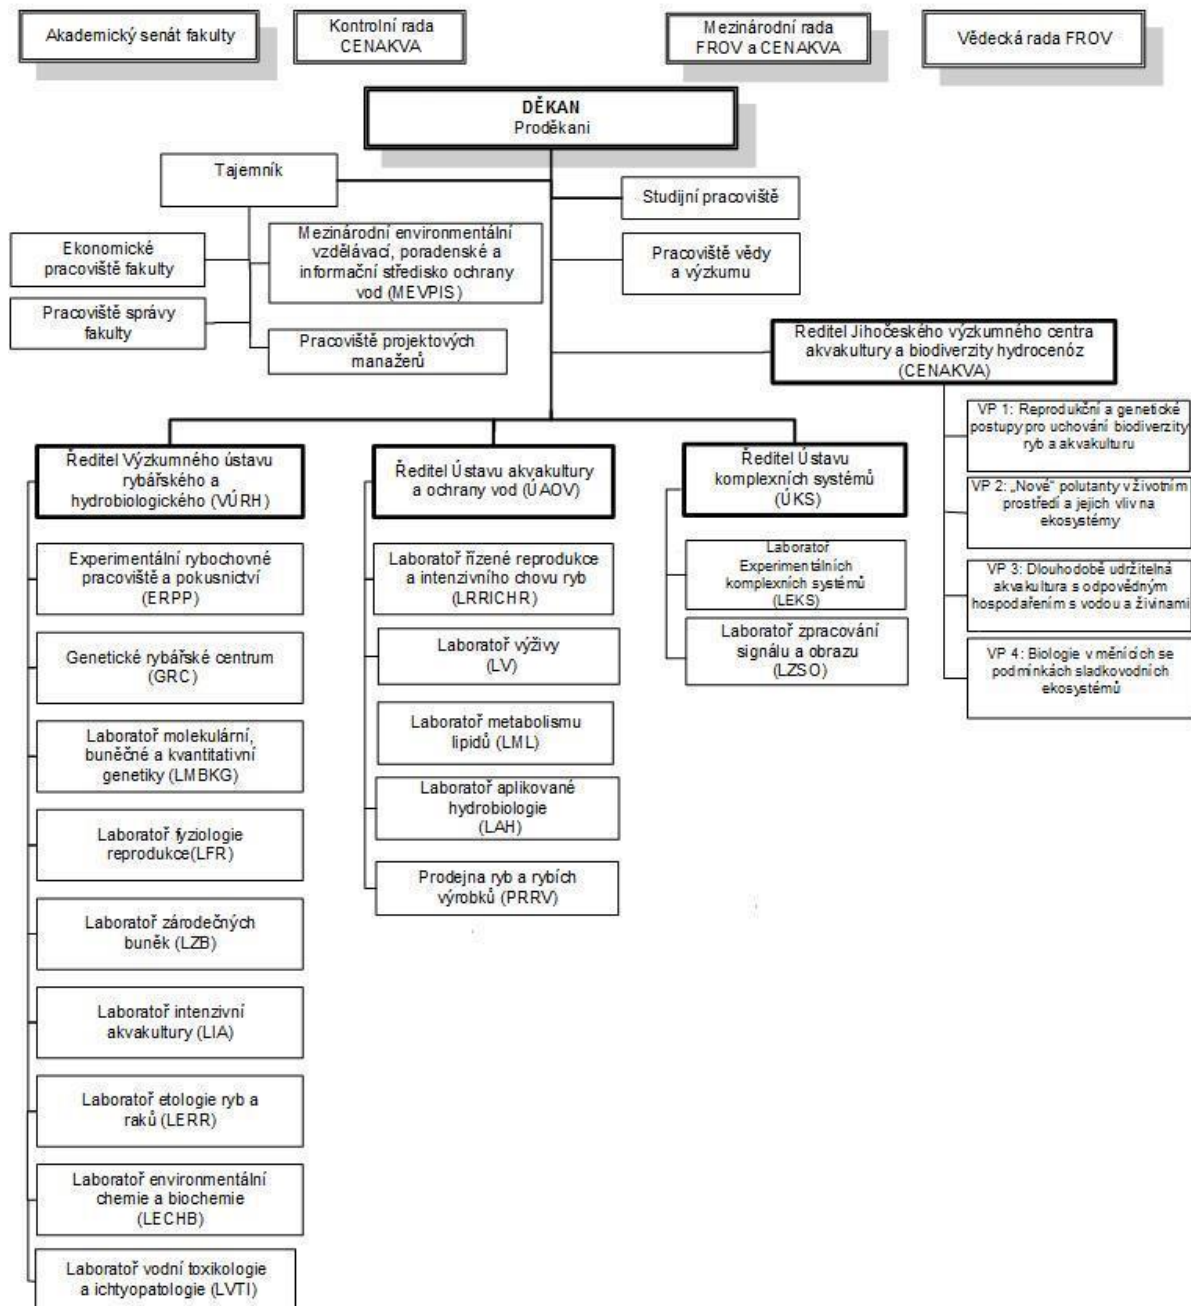 Akademický senát fakulty
Kontrolní rada
CENAKVA
Mezinárodní rada
FROV a CENAKVA
Vědecká rada FROV
DĚKAN
Proděkani
Tajemník
Studijní pracoviště
Ekonomické
pracoviště fakulty
Mezinárodní environmentální
vzdělávací, poradenské a
informační středisko ochrany
vod (MEVPIS)
Pracoviště vědy
a výzkumu
Pracoviště správy
fakulty
Pracoviště projektových
manažerů
Ředitel Jihočeského výzkumného centra
akvakultury a biodiverzity hydrocenóz
(CENAKVA)
VP 1: Reprodukční a genetické
postupy pro uchování biodiverzity
ryb a akvakulturu
VP 2: „Nové“ polutanty v životním
prostředí a jejich vliv na
ekosystémy
VP 3: Dlouhodobě udržitelná
akvakultura s odpovědným
hospodařením s vodou a živinami
VP 4: Biologie v měnících se
podmínkách sladkovodních
ekosystémů
Ředitel Výzkumného ústavu
rybářského a
hydrobiologického (VÚRH)
Experimentální rybochovné
pracoviště a pokusnictví
(ERPP)
Genetické rybářské centrum
(GRC)
Laboratoř molekulární,
buněčné a kvantitativní
genetiky (LMBKG)
Laboratoř fyziologie
reprodukce(LFR)
Laboratoř zárodečných
buněk (LZB)
Laboratoř intenzivní
akvakultury (LIA)
Laboratoř etologie ryb a
raků (LERR)
Laboratoř environmentální
chemie a biochemie
(LECHB)
Laboratoř vodní toxikologie
a ichtyopatologie (LVTI)
Ředitel Ústavu akvakultury
a ochrany vod (ÚAOV)
Laboratoř řízené reprodukce
a intenzivního chovu ryb
(LRRICHR)
Laboratoř výživy
(LV)
Laboratoř metabolismu
lipidů (LML)
Laboratoř aplikované
hydrobiologie
(LAH)
Prodejna ryb a rybích
výrobků (PRRV)
Ředitel Ústavu
komplexních systémů
(ÚKS)
Laboratoř
Experimentálních
komplexních systémů
(LEKS)
Laboratoř zpracování
signálu a obrazu
(LZSO)